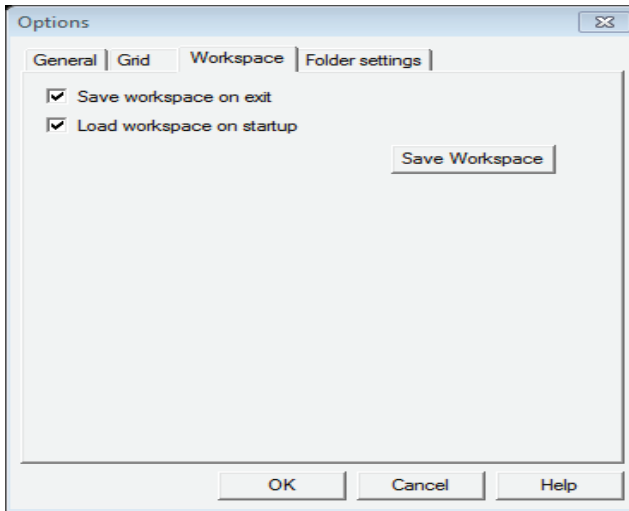 Options
General Grid Workspace Folder settings
Save workspace on exit
Load workspace on startup
Save Workspace
OK Cancel Help